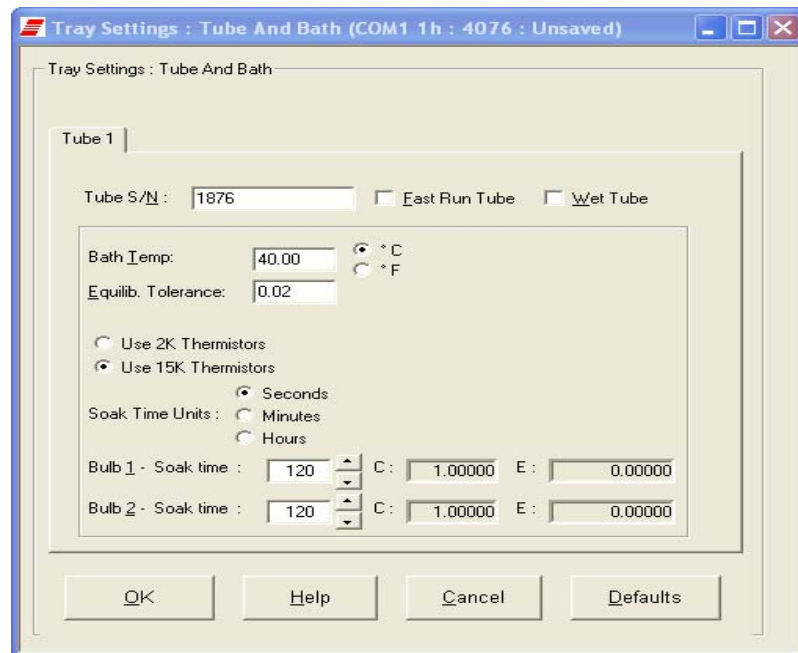 Tray Settings : Tube And Bath (COM1 1h : 4076 : Unsaved)
Tray Settings : Tube And Bath
Tube 1
Tube S/N : 1876 Fast Run Tube Wet Tube
Bath Temp: 40.00 ° C
° F
Equilib. Tolerance: 0.02
Use 2K Thermistors
Use 15K Thermistors
Seconds
Soak Time Units : Minutes
Hours
Bulb 1 - Soak time : 120 C : 1.00000 E : 0.00000
Bulb 2 - Soak time : 120 C : 1.00000 E : 0.00000
OK Help Cancel Defaults